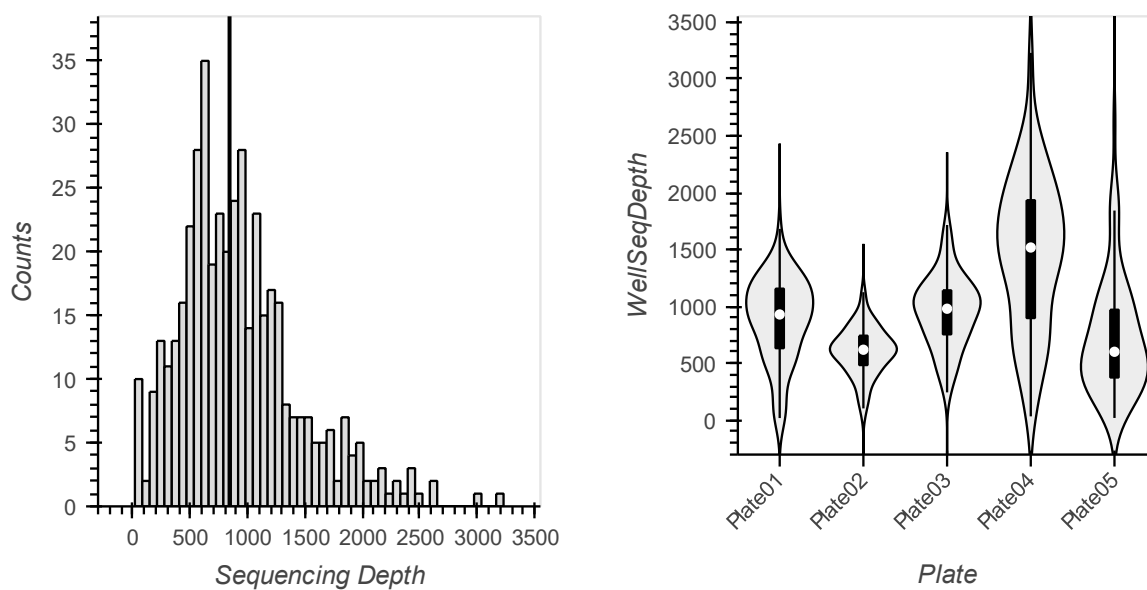 Counts
35
30
25
20
15
10
5
0
0 500 1000 1500 2000 2500 3000 3500
Sequencing Depth
WellSeqDepth
3500
3000
2500
2000
1500
1000
500
0
Plate01 Plate02 Plate03 Plate04 Plate05
Plate